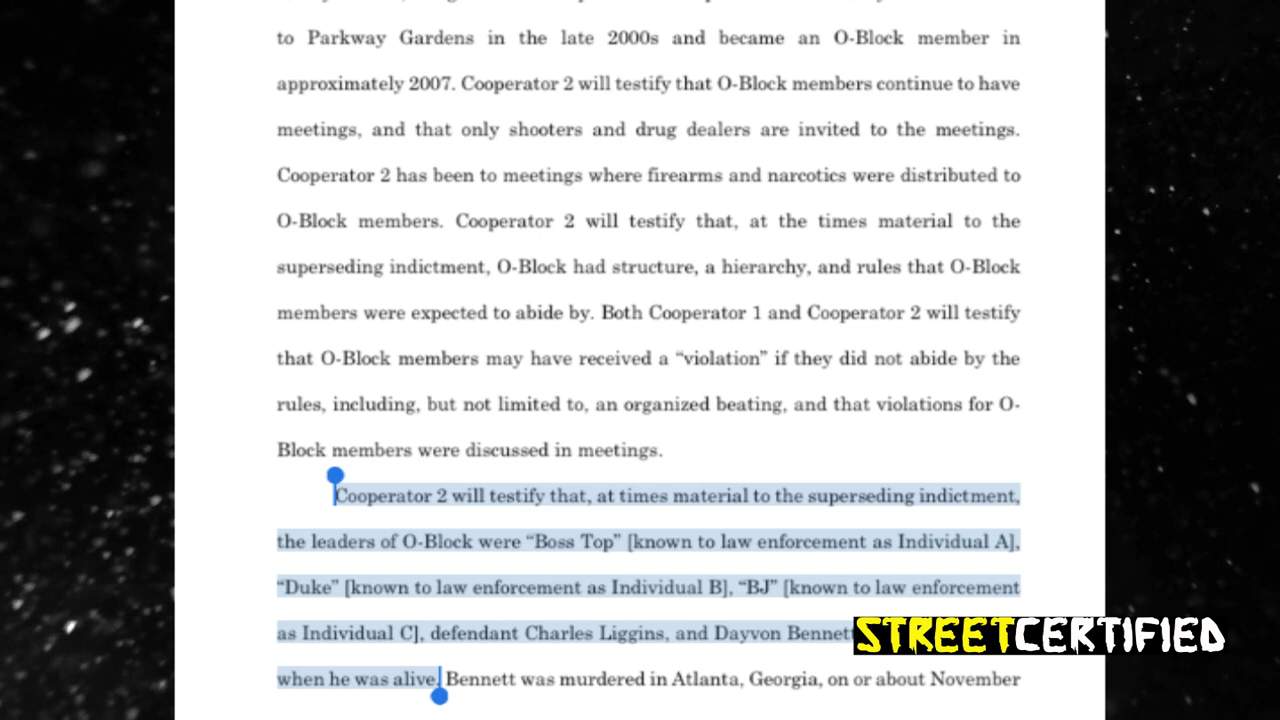 to Parkway Gardens in the late 2000s and became an O-Block member in
approximately 2007. Cooperator 2 will testify that O-Block members continue to have
meetings, and that only shooters and drug dealers are invited to the meetings.
Cooperator 2 has been to meetings where firearms and narcotics were distributed to
O-Block members. Cooperator 2 will testify that, at the times material to the
superseding indictment, O-Block had structure, a hierarchy, and rules that O-Block
members were expected to abide by. Both Cooperator 1 and Cooperator 2 will testify
that O-Block members may have received a “violation” if they did not abide by the
rules, including, but not limited to, an organized beating, and that violations for O-
Block members were discussed in meetings.
Cooperator 2 will testify that, at times material to the superseding indictment,
the leaders of O-Block were “Boss Top” [known to law enforcement as Individual A],
“Duke” [known to law enforcement as Individual B], “BJ” [known to law enforcement
as Individual C], defendant Charles Liggins, and Dayvon Bennett
STREETCERTIFIED
when he was alive. Bennett was murdered in Atlanta, Georgia, on or about November